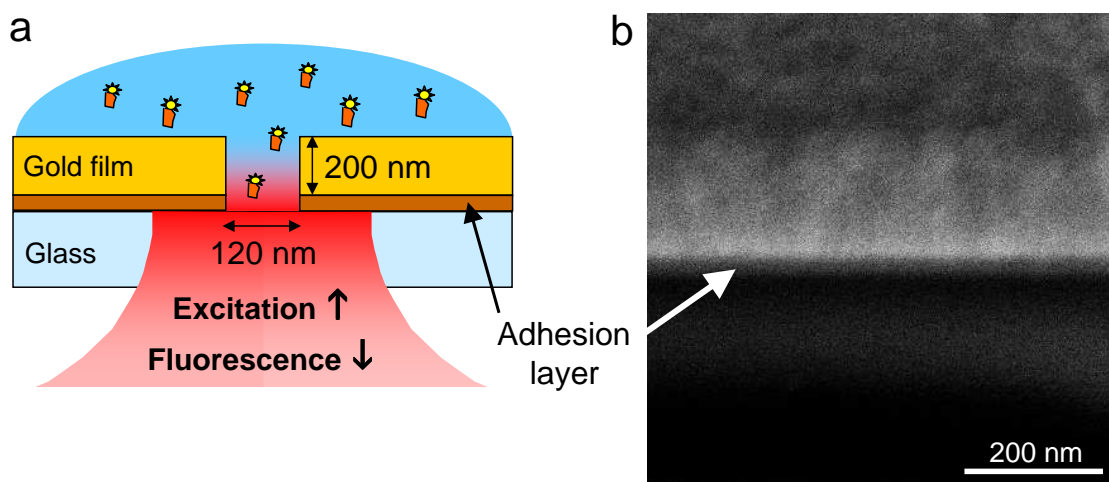 a
Gold film
200 nm
Glass
120 nm
Excitation ↑
Fluorescence ↓
Adhesion
layer
b
200 nm